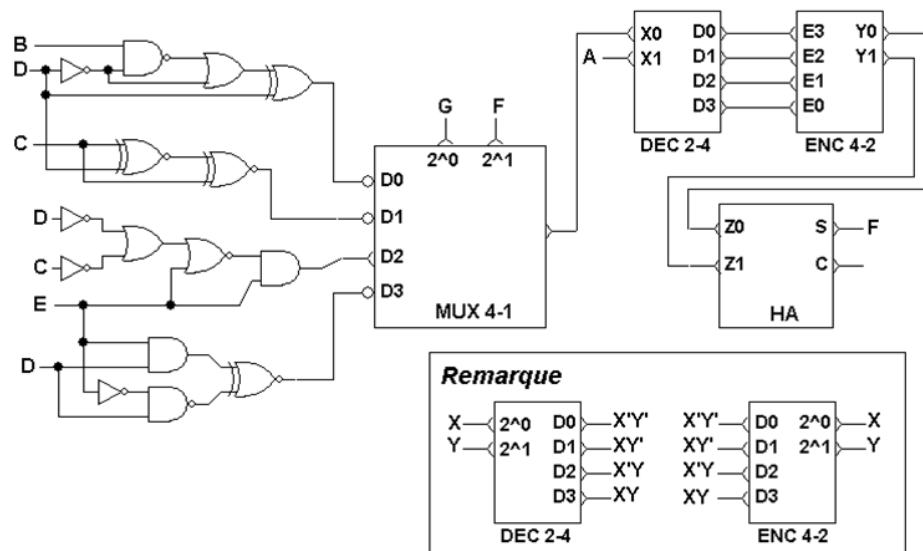 B
D
C
D
C
E
D
G F
2^0 2^1
D0
D1
D2
D3
MUX 4-1
A
X0 D0
X1 D1
D2
D3
DEC 2-4
E3 Y0
E2 Y1
E1
E0
ENC 4-2
Z0 S F
Z1 C
HA
Remarque
X 2^0 D0 X'Y'
Y 2^1 D1 XY'
D2 X'Y
D3 XY
DEC 2-4
X'Y' D0 2^0 X
XY' D1 2^1 Y
X'Y D2
XY D3
ENC 4-2